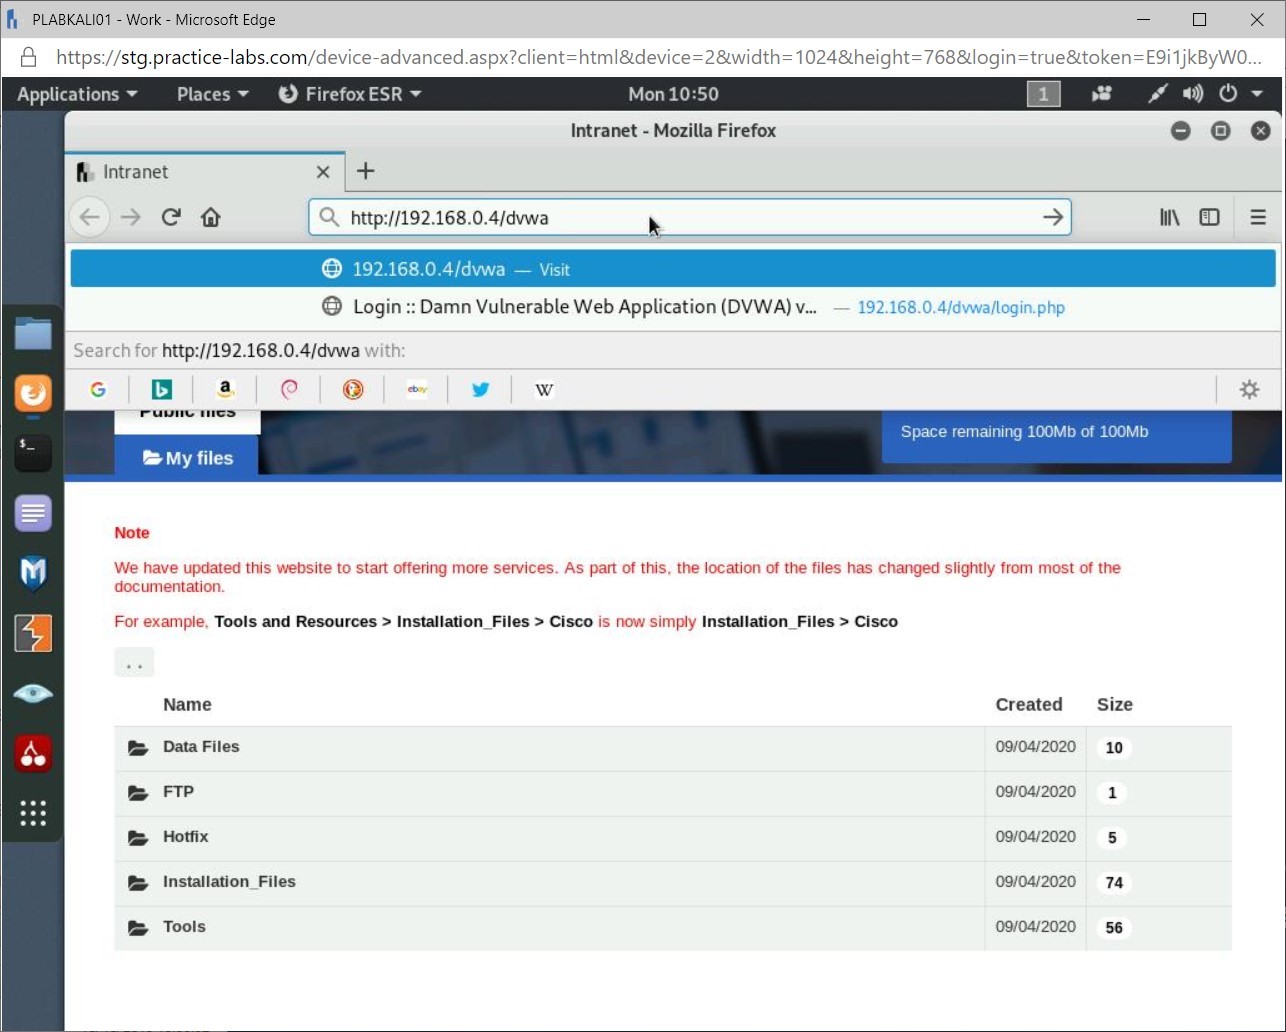 PLABKALI01 - Work - Microsoft Edge
https://stg.practice-labs.com/device-advanced.aspx?client=html&device=2&width=1024&height=768&login=true&token=E9i1jkByW0...
Applications Places Firefox ESR Mon 10:50 1
Intranet - Mozilla Firefox
Intranet
http://192.168.0.4/dvwa
192.168.0.4/dvwa — Visit
Login :: Damn Vulnerable Web Application (DVWA) v... — 192.168.0.4/dvwa/login.php
Search for http://192.168.0.4/dvwa with:
G b a ebay W
Public files
Space remaining 100Mb of 100Mb
My files
Note
We have updated this website to start offering more services. As part of this, the location of the files has changed slightly from most of the
documentation.
For example, Tools and Resources > Installation_Files > Cisco is now simply Installation_Files > Cisco
. .
Name Created Size
Data Files 09/04/2020 10
FTP 09/04/2020 1
Hotfix 09/04/2020 5
Installation_Files 09/04/2020 74
Tools 09/04/2020 56